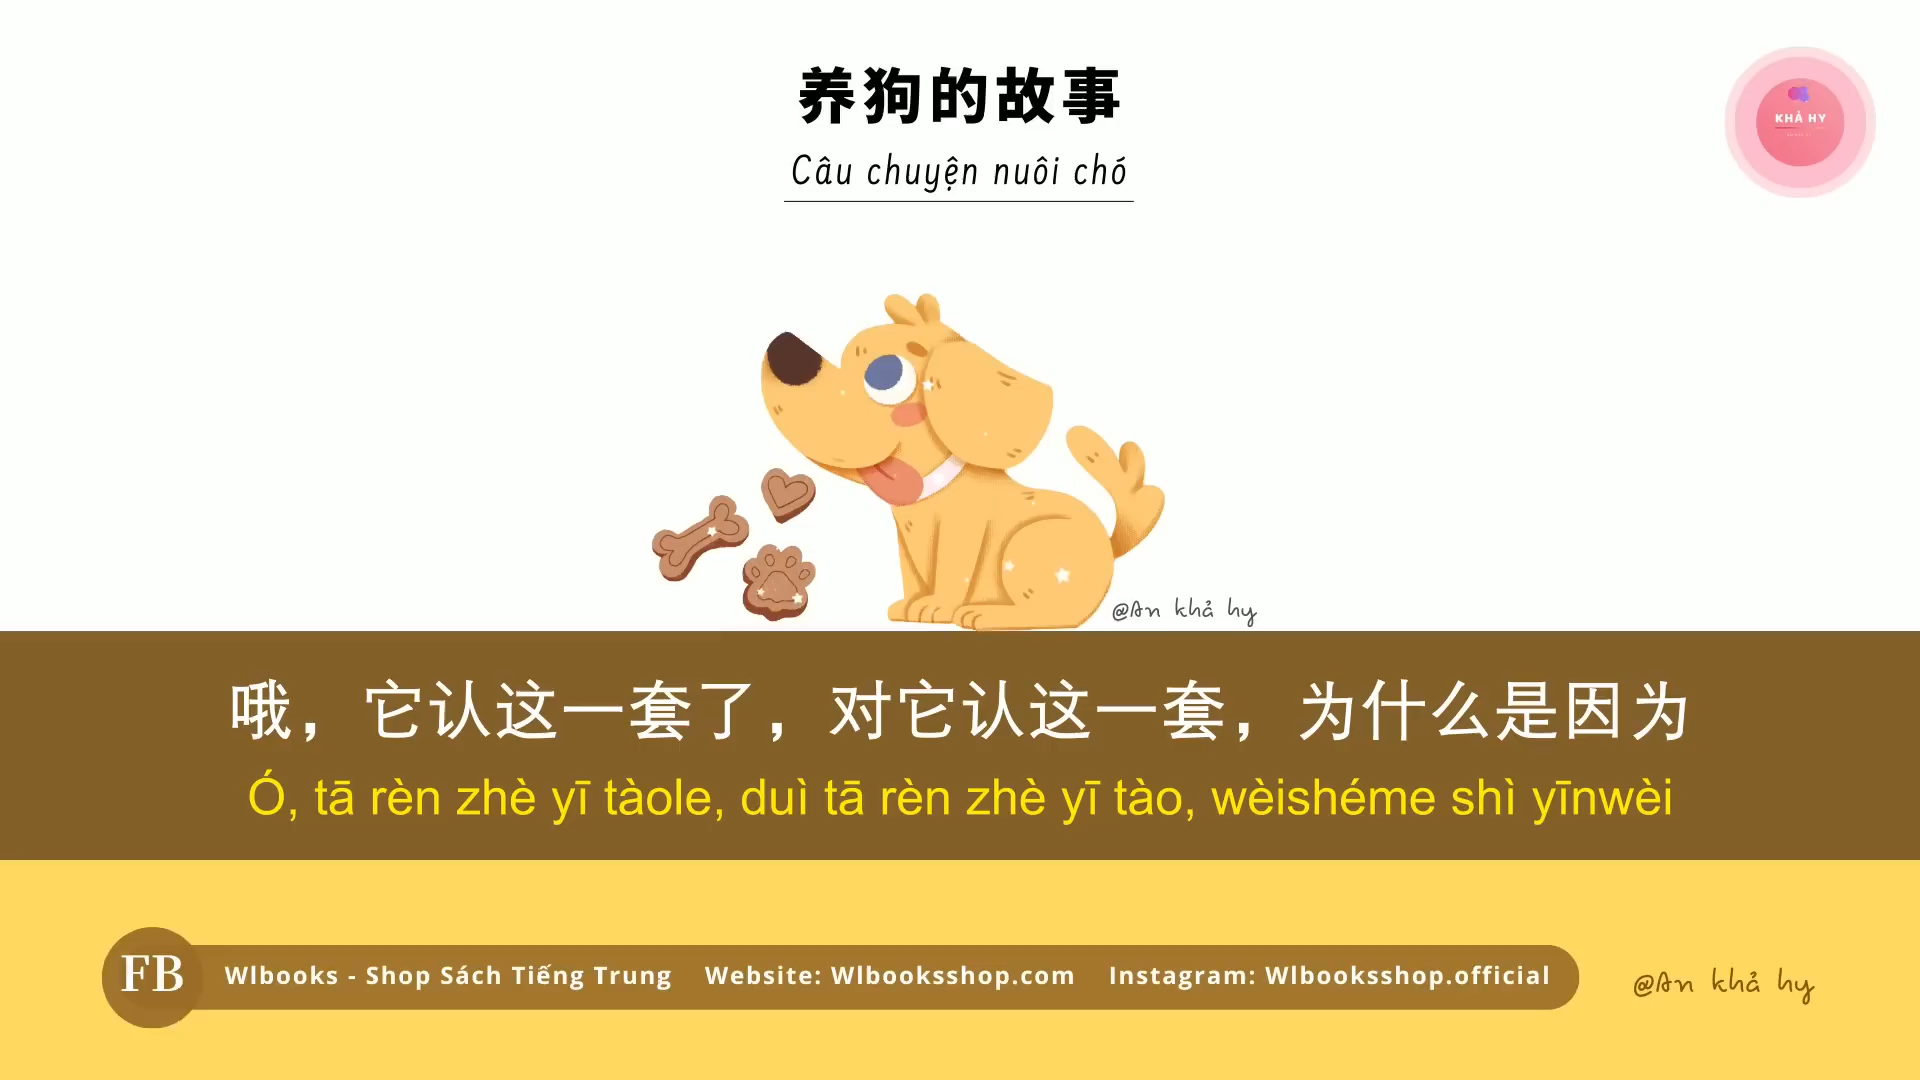 养狗的故事
Câu chuyện nuôi chó
KHẢ HY
@An khả hy
哦，它认这一套了，对它认这一套，为什么是因为
Ó, tā rèn zhè yī tàole, duì tā rèn zhè yī tào, wèishéme shì yīnwèi
FB Wlbooks - Shop Sách Tiếng Trung Website: Wlbooksshop.com Instagram: Wlbooksshop.official
@An khả hy